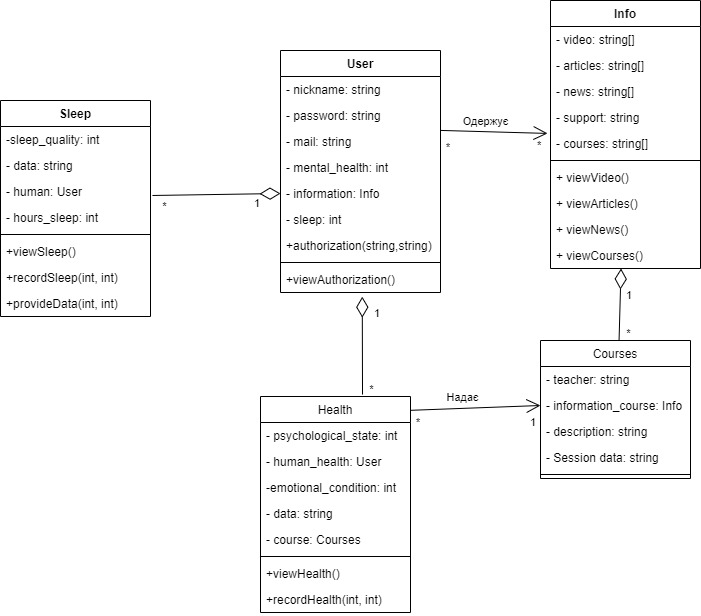 Info
- video: string[]
- articles: string[]
- news: string[]
- support: string
- courses: string[]
+ viewVideo()
+ viewArticles()
+ viewNews()
+ viewCourses()
User
- nickname: string
- password: string
- mail: string
- mental_health: int
- information: Info
- sleep: int
+authorization(string,string)
+viewAuthorization()
Sleep
-sleep_quality: int
- data: string
- human: User
- hours_sleep: int
+viewSleep()
+recordSleep(int, int)
+provideData(int, int)
Одержує
*
*
*
1
1
*
1
*
Courses
- teacher: string
- information_course: Info
- description: string
- Session data: string
Надає
*
1
Health
- psychological_state: int
- human_health: User
-emotional_condition: int
- data: string
- course: Courses
+viewHealth()
+recordHealth(int, int)